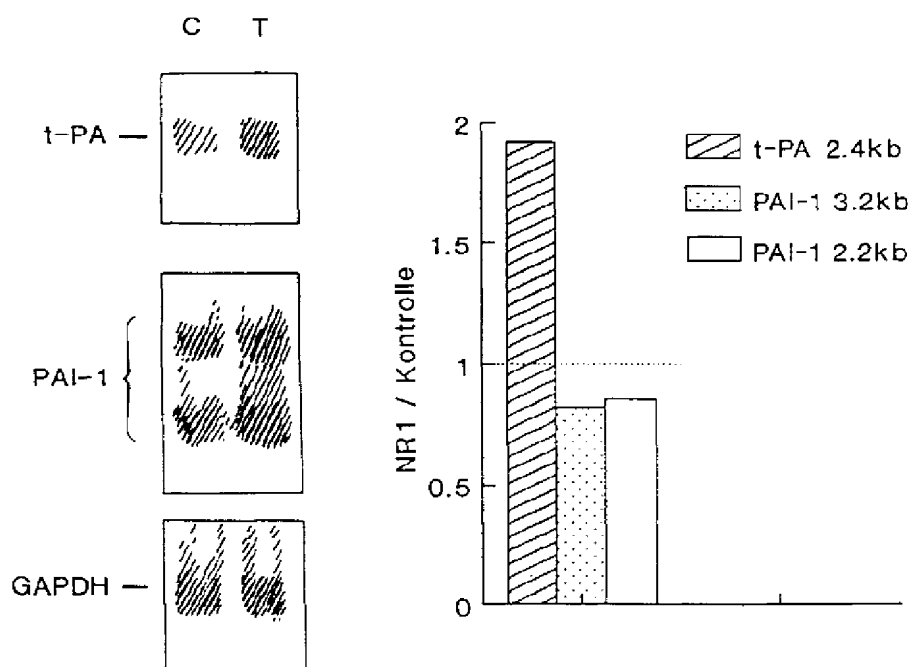 C T
t-PA
PAI-1
GAPDH
NR1 / Kontrolle
2
1.5
1
0.5
0
t-PA 2.4kb
PAI-1 3.2kb
PAI-1 2.2kb